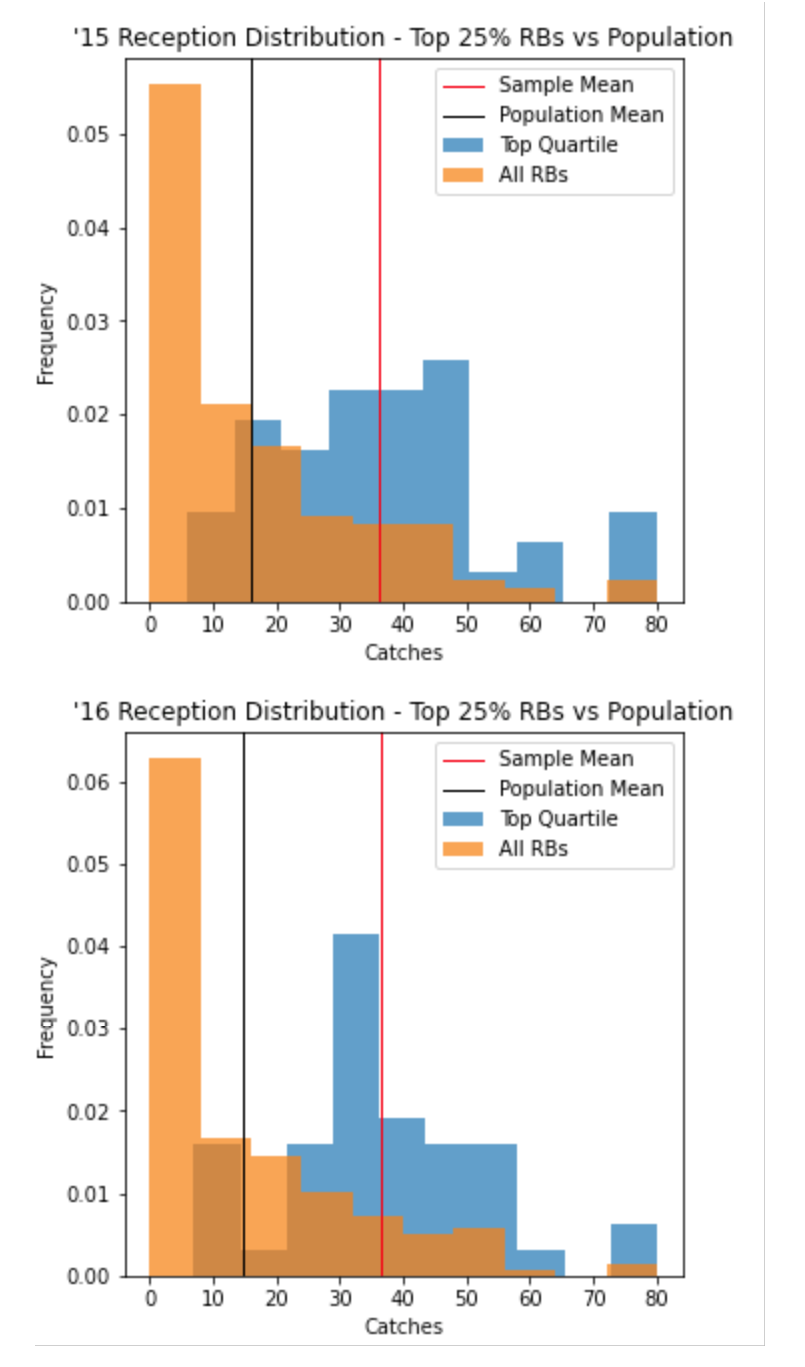 '15 Reception Distribution - Top 25% RBs vs Population
Sample Mean
Population Mean
Top Quartile
All RBs
0.05
0.04
0.03
0.02
0.01
0.00
Frequency
0 10 20 30 40 50 60 70 80
Catches
'16 Reception Distribution - Top 25% RBs vs Population
Sample Mean
Population Mean
Top Quartile
All RBs
0.06
0.05
0.04
0.03
0.02
0.01
0.00
Frequency
0 10 20 30 40 50 60 70 80
Catches